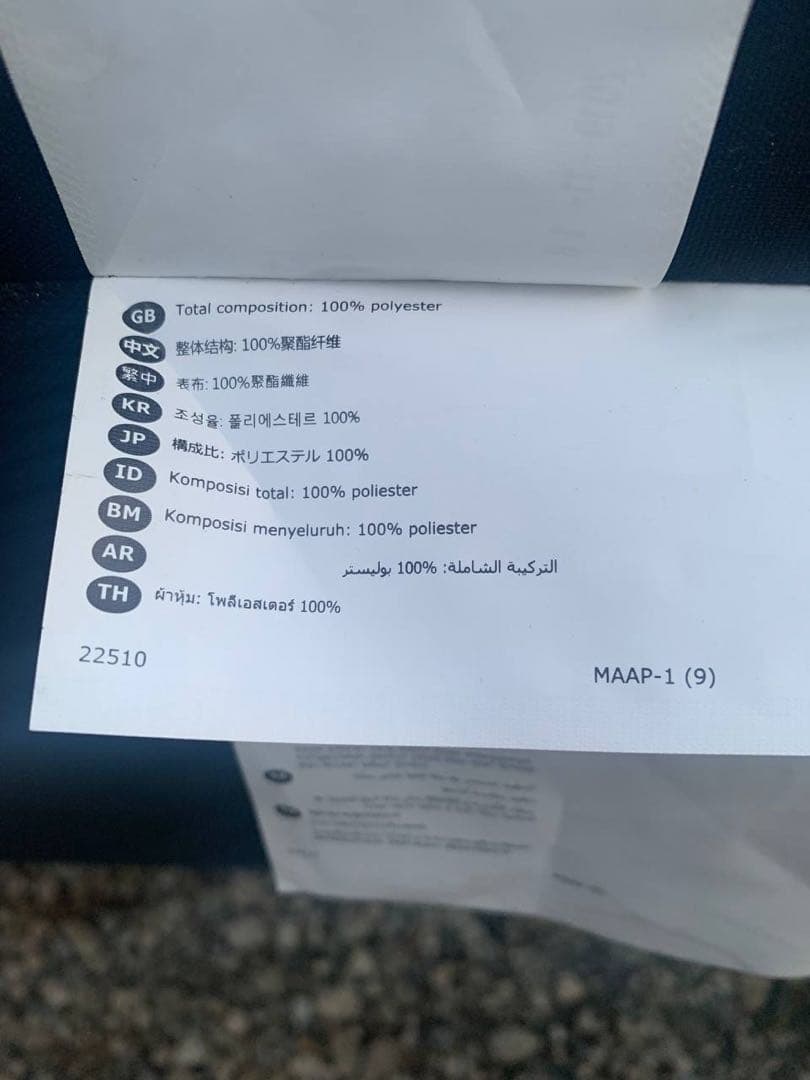 GB Total composition: 100% polyester
中文 整体结构: 100%聚酯纤维
繁中 表布: 100%聚酯纖維
KR 조성율: 폴리에스테르 100%
JP 構成比: ポリエステル 100%
ID Komposisi total: 100% poliester
BM Komposisi menyeluruh: 100% poliester
AR التركيبة الشاملة: %100 بوليستر
TH ผ้าหุ้ม: โพลีเอสเตอร์ 100%
22510
MAAP-1 (9)